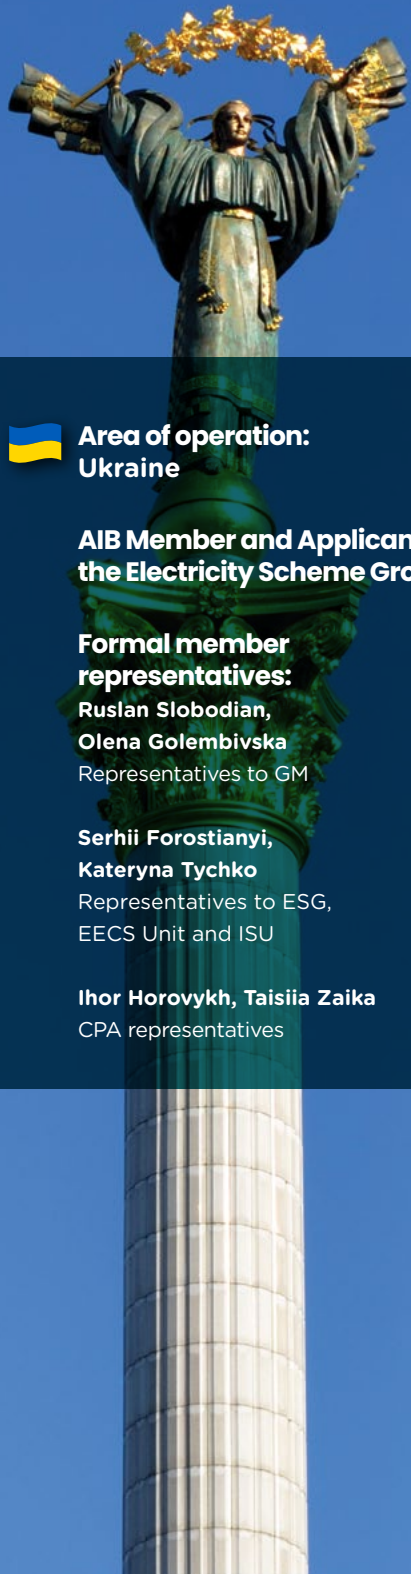 Area of operation:
Ukraine
AIB Member and
the Electricity Scheme
Formal member
representatives:
Ruslan Slobodian,
Olena Golembivska
Representatives to GM
Serhii Forostianyi,
Kateryna Tychko
Representatives to ESG,
EECS Unit and ISU
Ihor Horovykh, Taisiia Zaika
CPA representatives